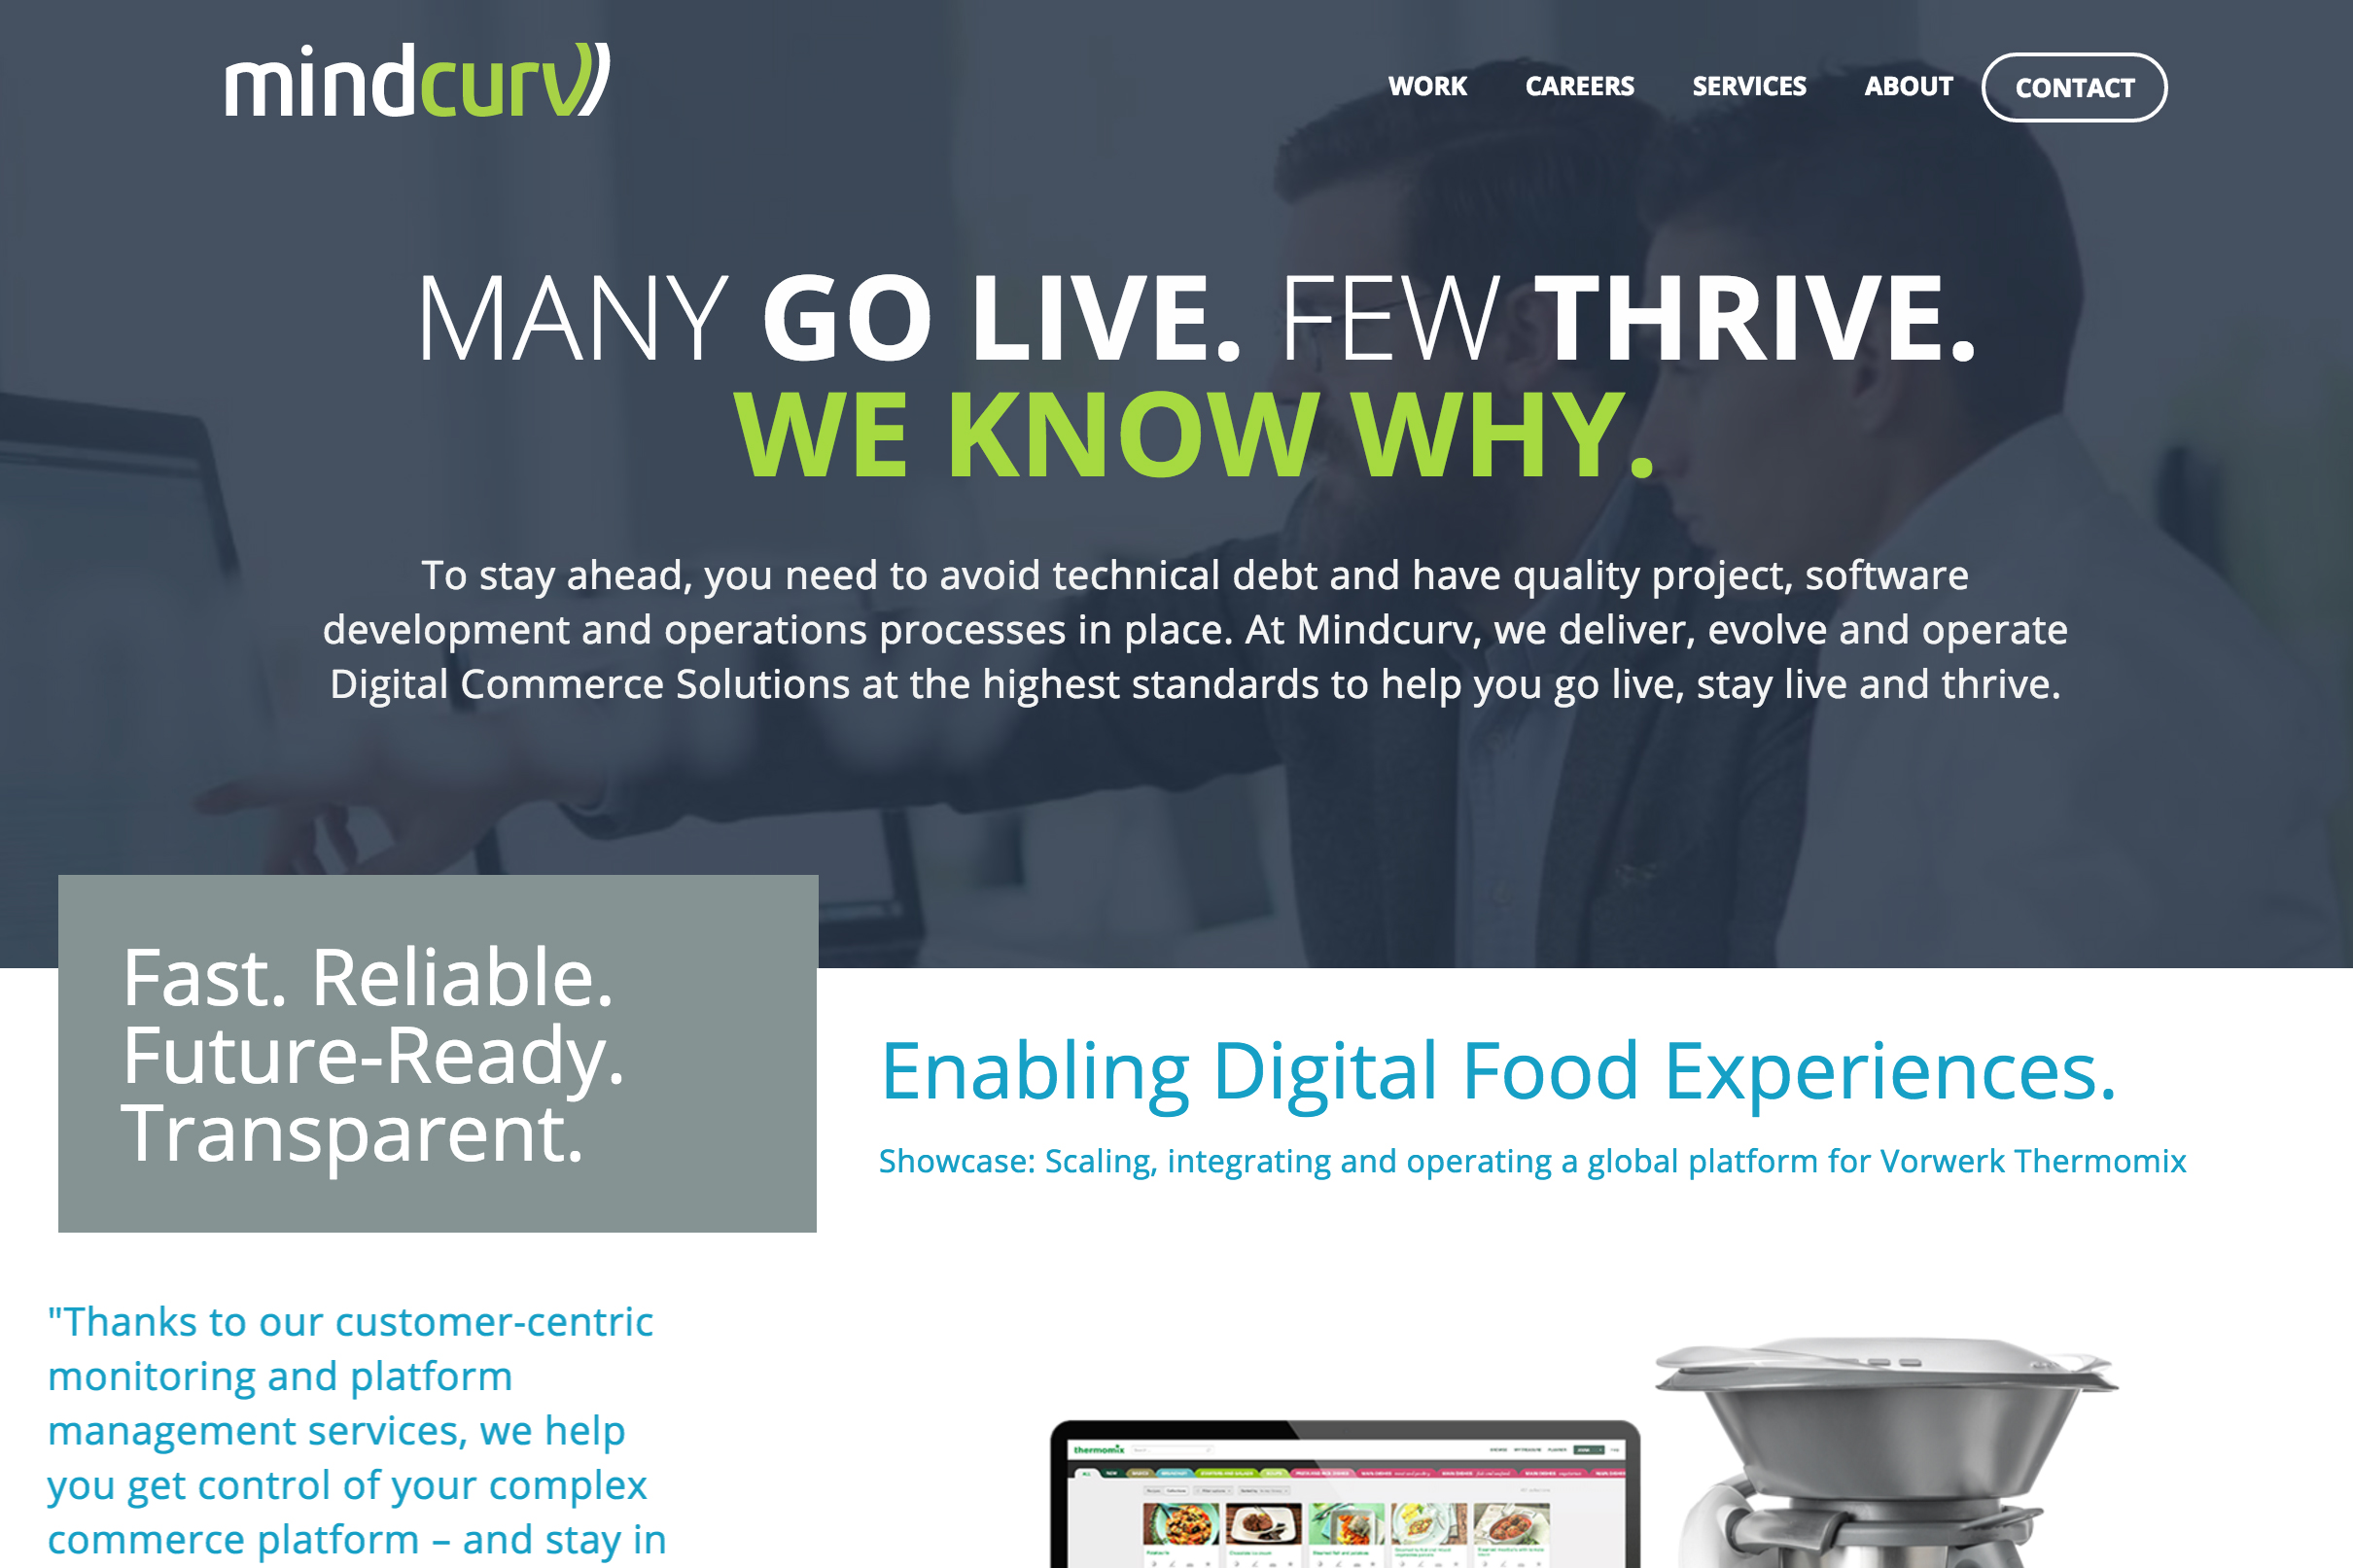 mindcurv
WORK CAREERS SERVICES ABOUT CONTACT
MANY GO LIVE. FEW THRIVE.
WE KNOW WHY.
To stay ahead, you need to avoid technical debt and have quality project, software
development and operations processes in place. At Mindcurv, we deliver, evolve and operate
Digital Commerce Solutions at the highest standards to help you go live, stay live and thrive.
Fast. Reliable.
Future-Ready.
Transparent.
Enabling Digital Food Experiences.
Showcase: Scaling, integrating and operating a global platform for Vorwerk Thermomix
"Thanks to our customer-centric
monitoring and platform
management services, we help
you get control of your complex
commerce platform – and stay in
thermomix